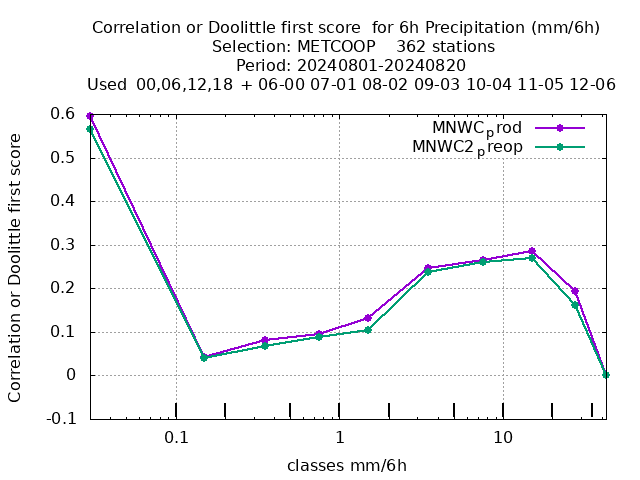 Correlation or Doolittle first score  for 6h Precipitation (mm/6h)
Selection: METCOOP    362 stations
Period: 20240801-20240820
Used  00,06,12,18  + 06-00 07-01 08-02 09-03 10-04 11-05 12-06
MNWCprod
MNWC2preop
Correlation or Doolittle first score
0.6
0.5
0.4
0.3
0.2
0.1
0
-0.1
0.1
1
10
classes mm/6h